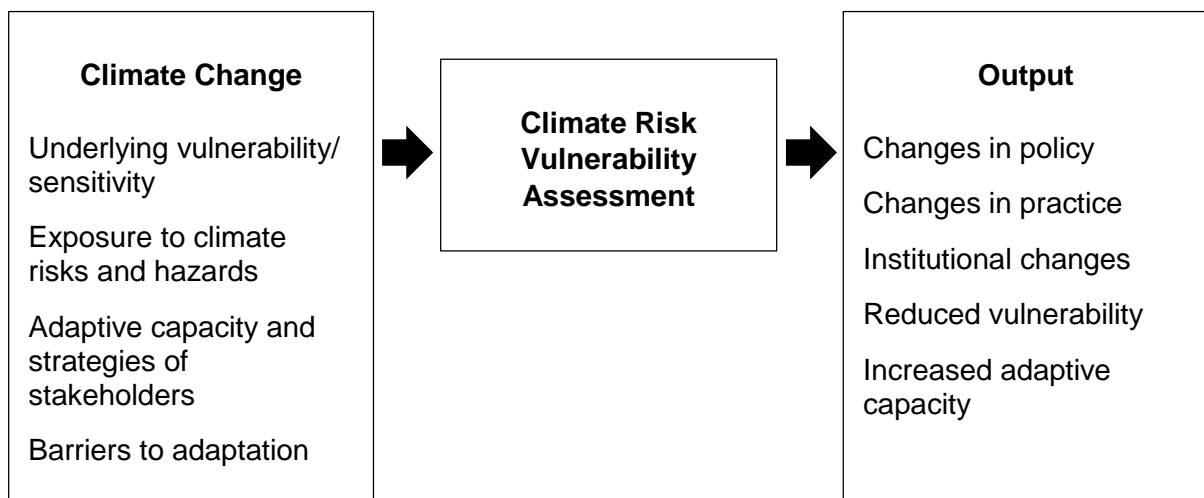 Climate Change
Underlying vulnerability/
sensitivity
Exposure to climate
risks and hazards
Adaptive capacity and
strategies of
stakeholders
Barriers to adaptation
Climate Risk
Vulnerability
Assessment
Output
Changes in policy
Changes in practice
Institutional changes
Reduced vulnerability
Increased adaptive
capacity